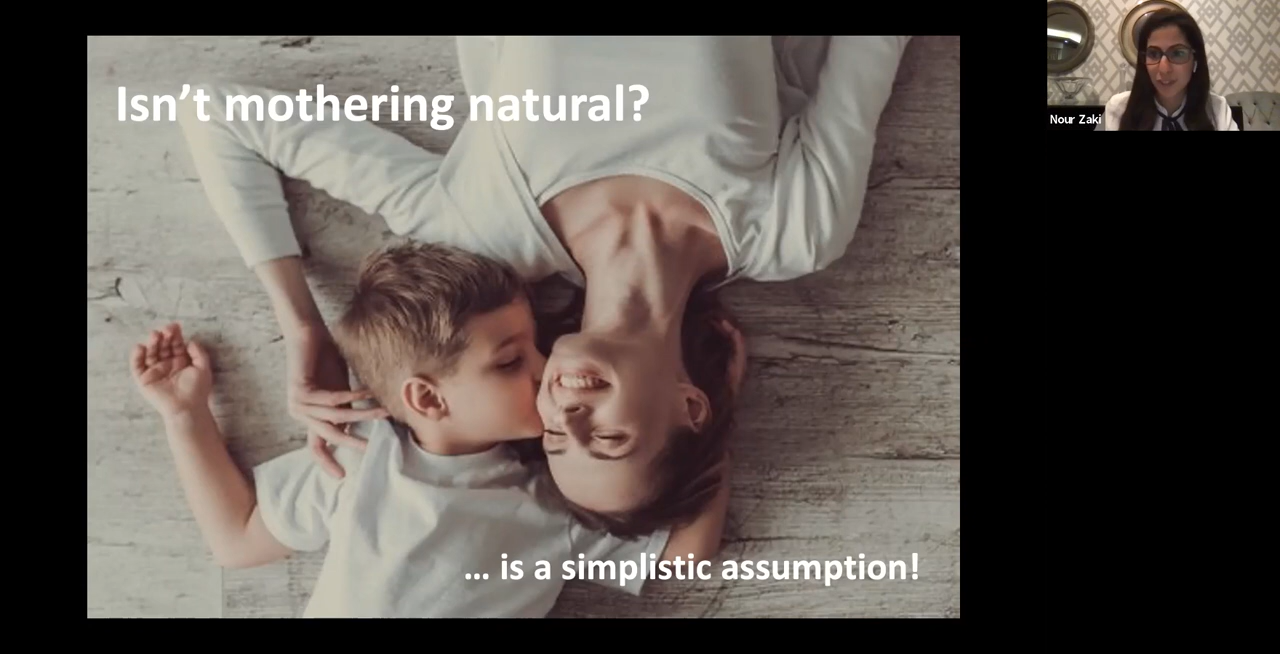 Isn’t mothering natural?
... is a simplistic assumption!
Nour Zaki